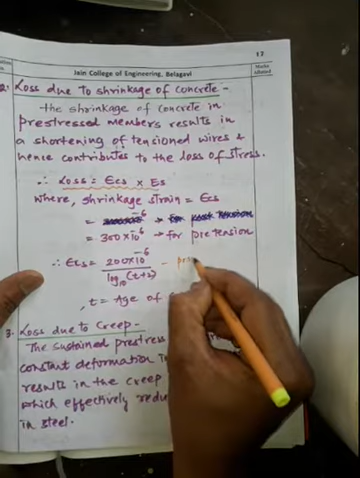 17
Jain College of Engineering, Belagavi
Marks
Allotted
2. Loss due to shrinkage of concrete -
the shrinkage of concrete in
prestressed members results in
a shortening of tensioned wires &
hence contributes to the loss of stress.
∴ Loss = Ecs × Es
where, shrinkage strain = Ecs
= 300×10⁻⁶ → for pretension
∴ Ecs = 200×10⁻⁶ / log₁₀(t+2) -
, t = Age of
3. Loss due to Creep -
The sustained prestress
constant deformation
results in the creep
which effectively redu
in steel.